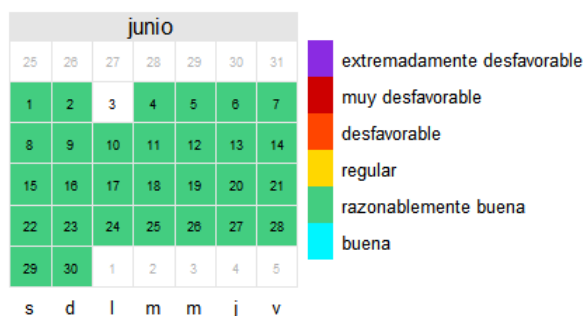 junio
25 26 27 28 29 30 31
1 2 3 4 5 6 7
8 9 10 11 12 13 14
15 16 17 18 19 20 21
22 23 24 25 26 27 28
29 30 1 2 3 4 5
s d l m m j v
extremadamente desfavorable
muy desfavorable
desfavorable
regular
razonablemente buena
buena